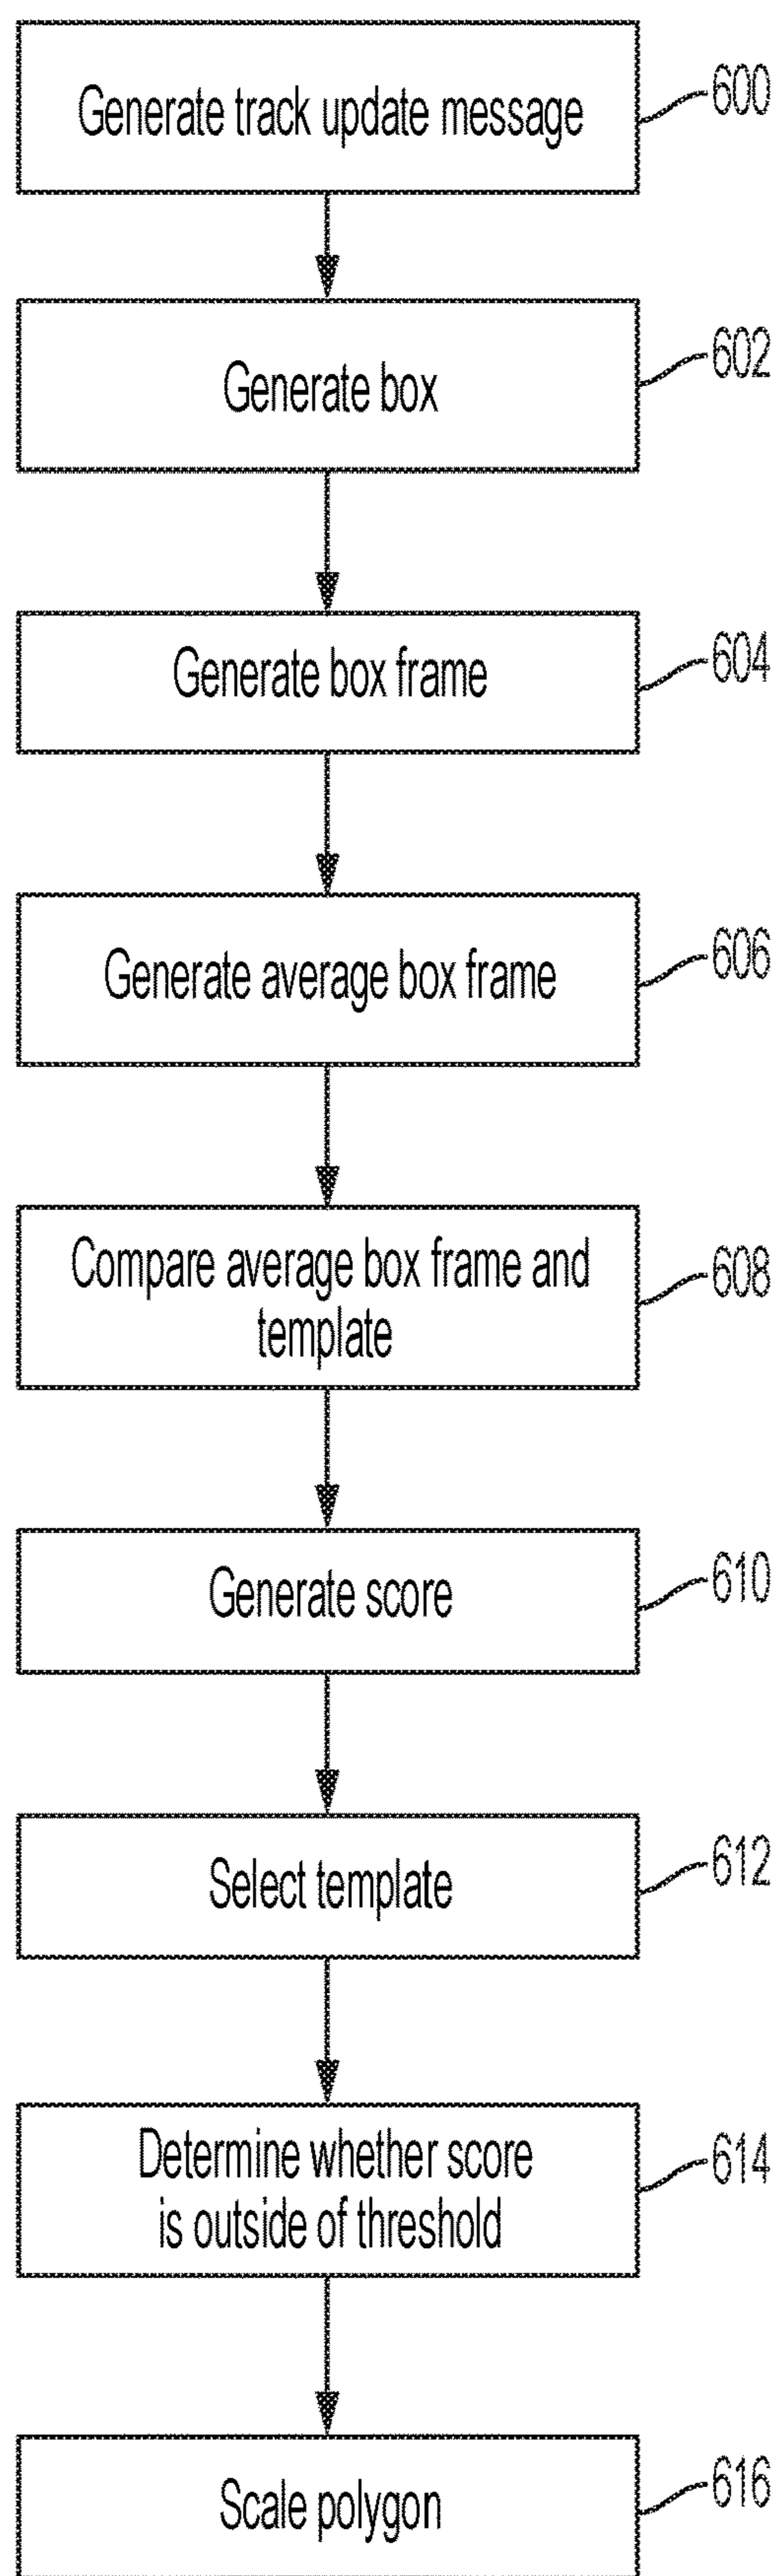 Generate track update message
600
Generate box
602
Generate box frame
604
Generate average box frame
606
Compare average box frame and
template
608
Generate score
610
Select template
612
Determine whether score
is outside of threshold
614
Scale polygon
616